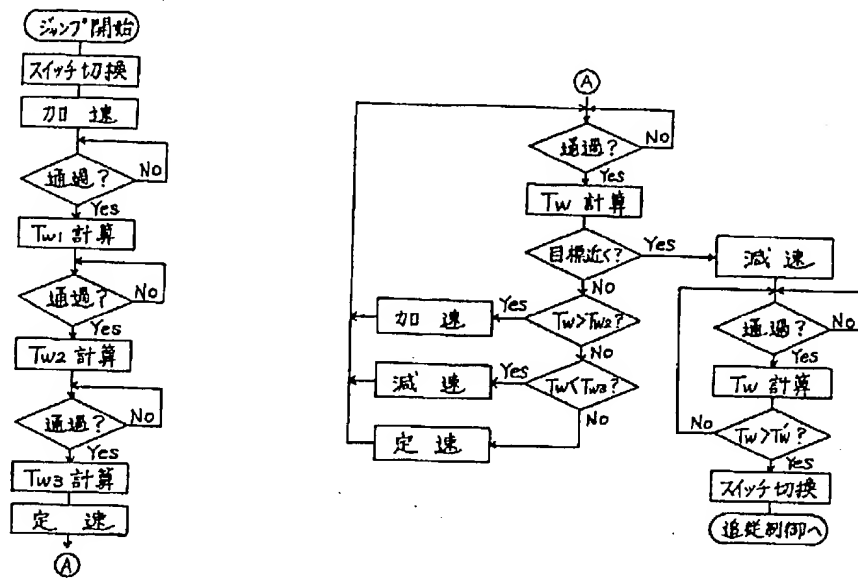 ジャンプ開始
スイッチ切換
加速
通過?
No
Yes
Tw1 計算
通過?
No
Yes
Tw2 計算
通過?
No
Yes
Tw3 計算
定速
A
A
通過?
No
Yes
Tw 計算
目標近く?
Yes
No
減速
Tw>Tw2?
Yes
加速
No
Tw<Tw3?
Yes
減速
No
定速
通過?
No
Yes
Tw 計算
Tw>T'w?
No
Yes
スイッチ切換
追従制御へ